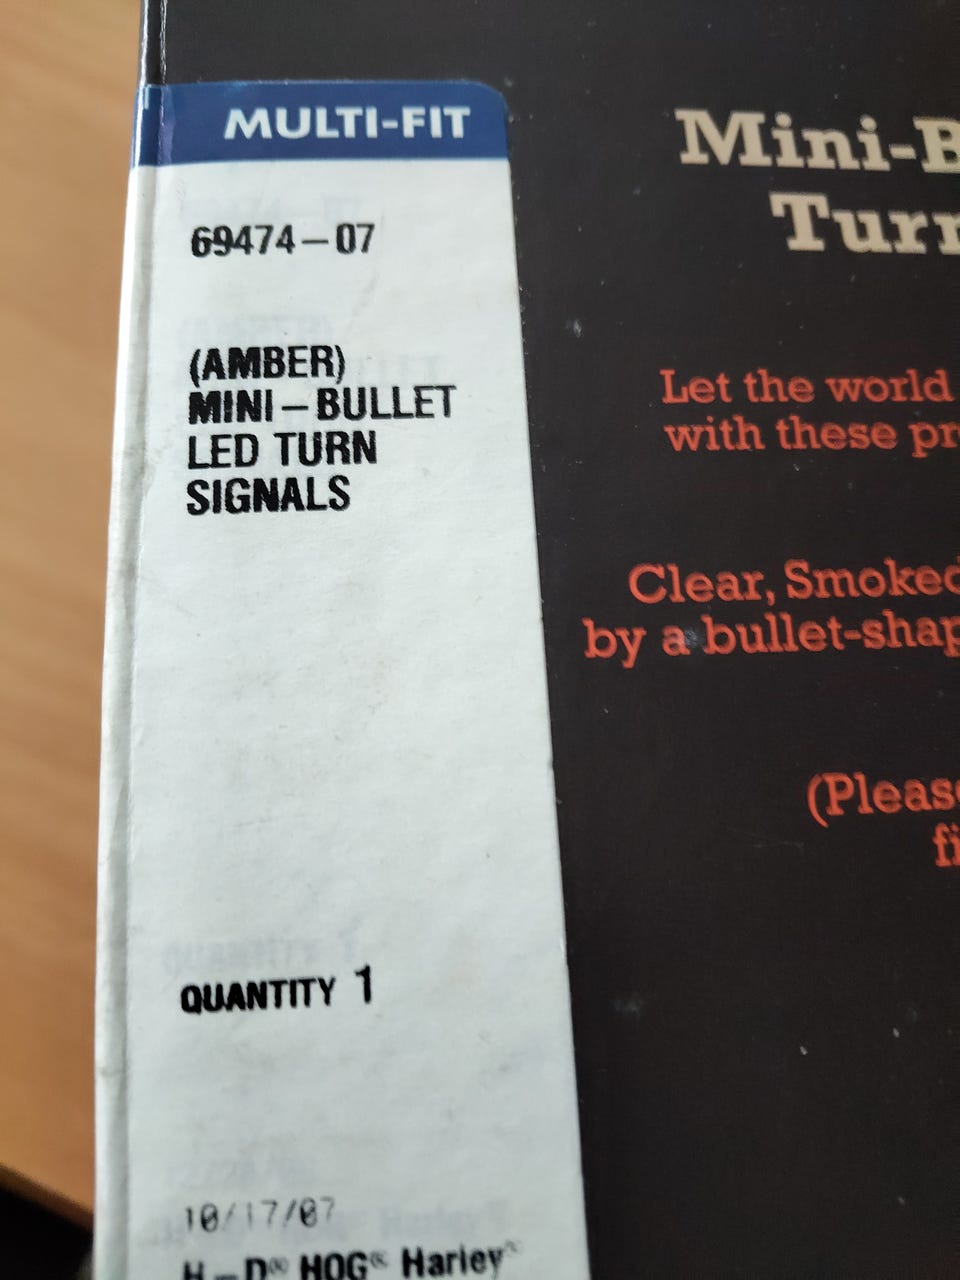 MULTI-FIT
69474-07
(AMBER)
MINI-BULLET
LED TURN
SIGNALS
QUANTITY 1
10/17/07
H-D® HOG® Harley
Mini-B
Turn
Let the world
with these pr
Clear, Smoked
by a bullet-shap
(Please
fi